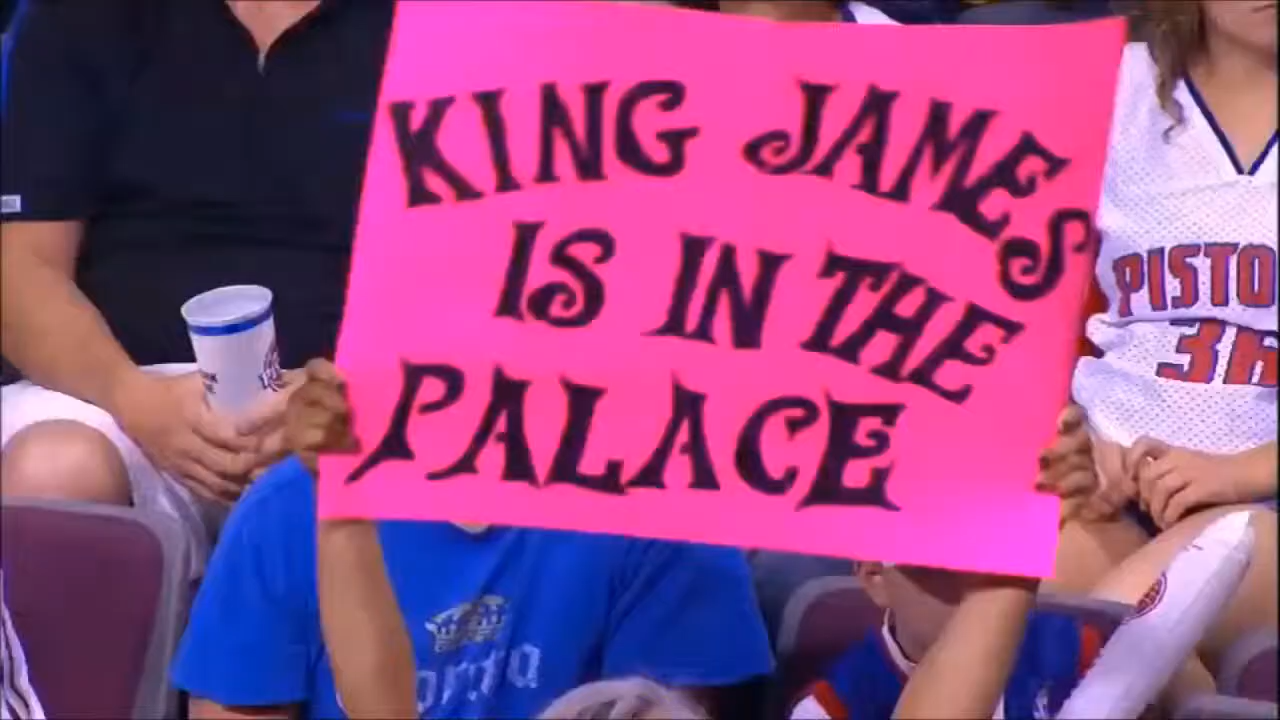 KING JAMES
IS IN THE
PALACE
PISTO
36